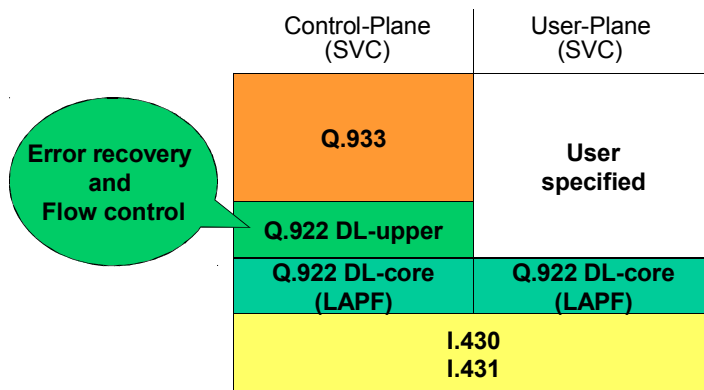 Control-Plane
(SVC)
User-Plane
(SVC)
Error recovery
and
Flow control
Q.933
User
specified
Q.922 DL-upper
Q.922 DL-core
(LAPF)
Q.922 DL-core
(LAPF)
I.430
I.431